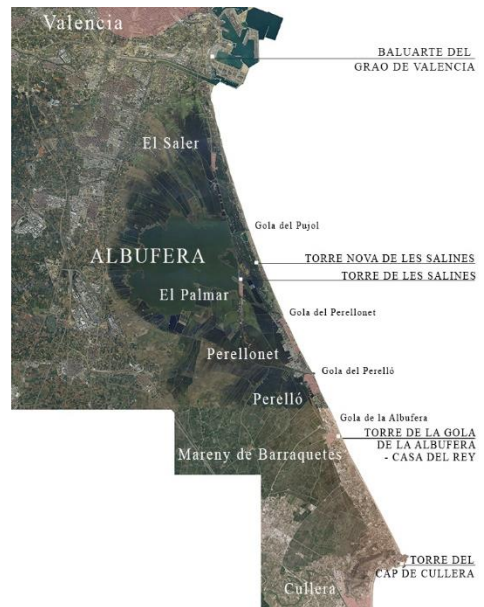 Valencia
BALUARTE DEL
GRAO DE VALENCIA
El Saler
Gola del Pujol
ALBUFERA
TORRE NOVA DE LES SALINES
TORRE DE LES SALINES
El Palmar
Gola del Perellonet
Perellonet
Gola del Perelló
Perelló
Gola de la Albufera
TORRE DE LA GOLA
DE LA ALBUFERA
- CASA DEL REY
Mareny de Barraquetes
TORRE DEL
CAP DE CULLERA
Cullera